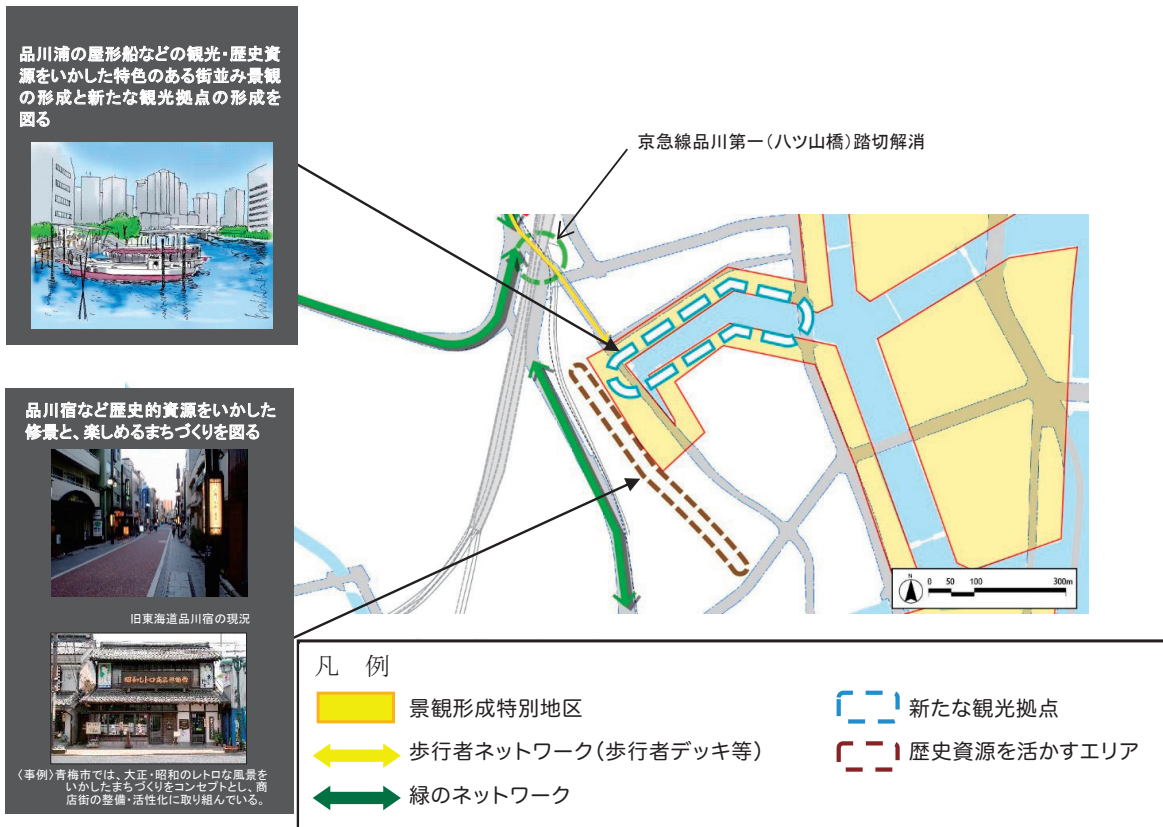 品川浦の屋形船などの観光・歴史資
源をいかした特色のある街並み景観
の形成と新たな観光拠点の形成を
図る
京急線品川第一(八ツ山橋)踏切解消
品川宿など歴史的資源をいかした
修景と、楽しめるまちづくりを図る
旧東海道品川宿の現況
昭和レトロ商品博物館
〈事例〉青梅市では、大正・昭和のレトロな風景を
いかしたまちづくりをコンセプトとし、商
店街の整備・活性化に取り組んでいる。
N 0 50 100 300m
凡 例
景観形成特別地区
歩行者ネットワーク(歩行者デッキ等)
緑のネットワーク
新たな観光拠点
歴史資源を活かすエリア